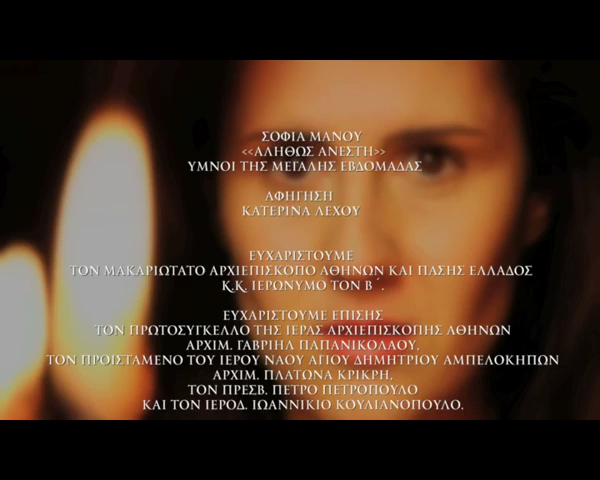 ΣΟΦΙΑ ΜΑΝΟΥ
<<ΑΛΗΘΩΣ ΑΝΕΣΤΗ>>
ΥΜΝΟΙ ΤΗΣ ΜΕΓΑΛΗΣ ΕΒΔΟΜΑΔΑΣ
ΑΦΗΓΗΣΗ
ΚΑΤΕΡΙΝΑ ΛΕΧΟΥ
ΕΥΧΑΡΙΣΤΟΥΜΕ
ΤΟΝ ΜΑΚΑΡΙΩΤΑΤΟ ΑΡΧΙΕΠΙΣΚΟΠΟ ΑΘΗΝΩΝ ΚΑΙ ΠΑΣΗΣ ΕΛΛΑΔΟΣ
Κ.Κ. ΙΕΡΩΝΥΜΟ ΤΟΝ Β΄.
ΕΥΧΑΡΙΣΤΟΥΜΕ ΕΠΙΣΗΣ
ΤΟΝ ΠΡΩΤΟΣΥΓΚΕΛΛΟ ΤΗΣ ΙΕΡΑΣ ΑΡΧΙΕΠΙΣΚΟΠΗΣ ΑΘΗΝΩΝ
ΑΡΧΙΜ. ΓΑΒΡΙΗΛ ΠΑΠΑΝΙΚΟΛΑΟΥ,
ΤΟΝ ΠΡΟΙΣΤΑΜΕΝΟ ΤΟΥ ΙΕΡΟΥ ΝΑΟΥ ΑΓΙΟΥ ΔΗΜΗΤΡΙΟΥ ΑΜΠΕΛΟΚΗΠΩΝ
ΑΡΧΙΜ. ΠΛΑΤΩΝΑ ΚΡΙΚΡΗ,
ΤΟΝ ΠΡΕΣΒ. ΠΕΤΡΟ ΠΕΤΡΟΠΟΥΛΟ
ΚΑΙ ΤΟΝ ΙΕΡΟΔ. ΙΩΑΝΝΙΚΙΟ ΚΟΥΛΙΑΝΟΠΟΥΛΟ.